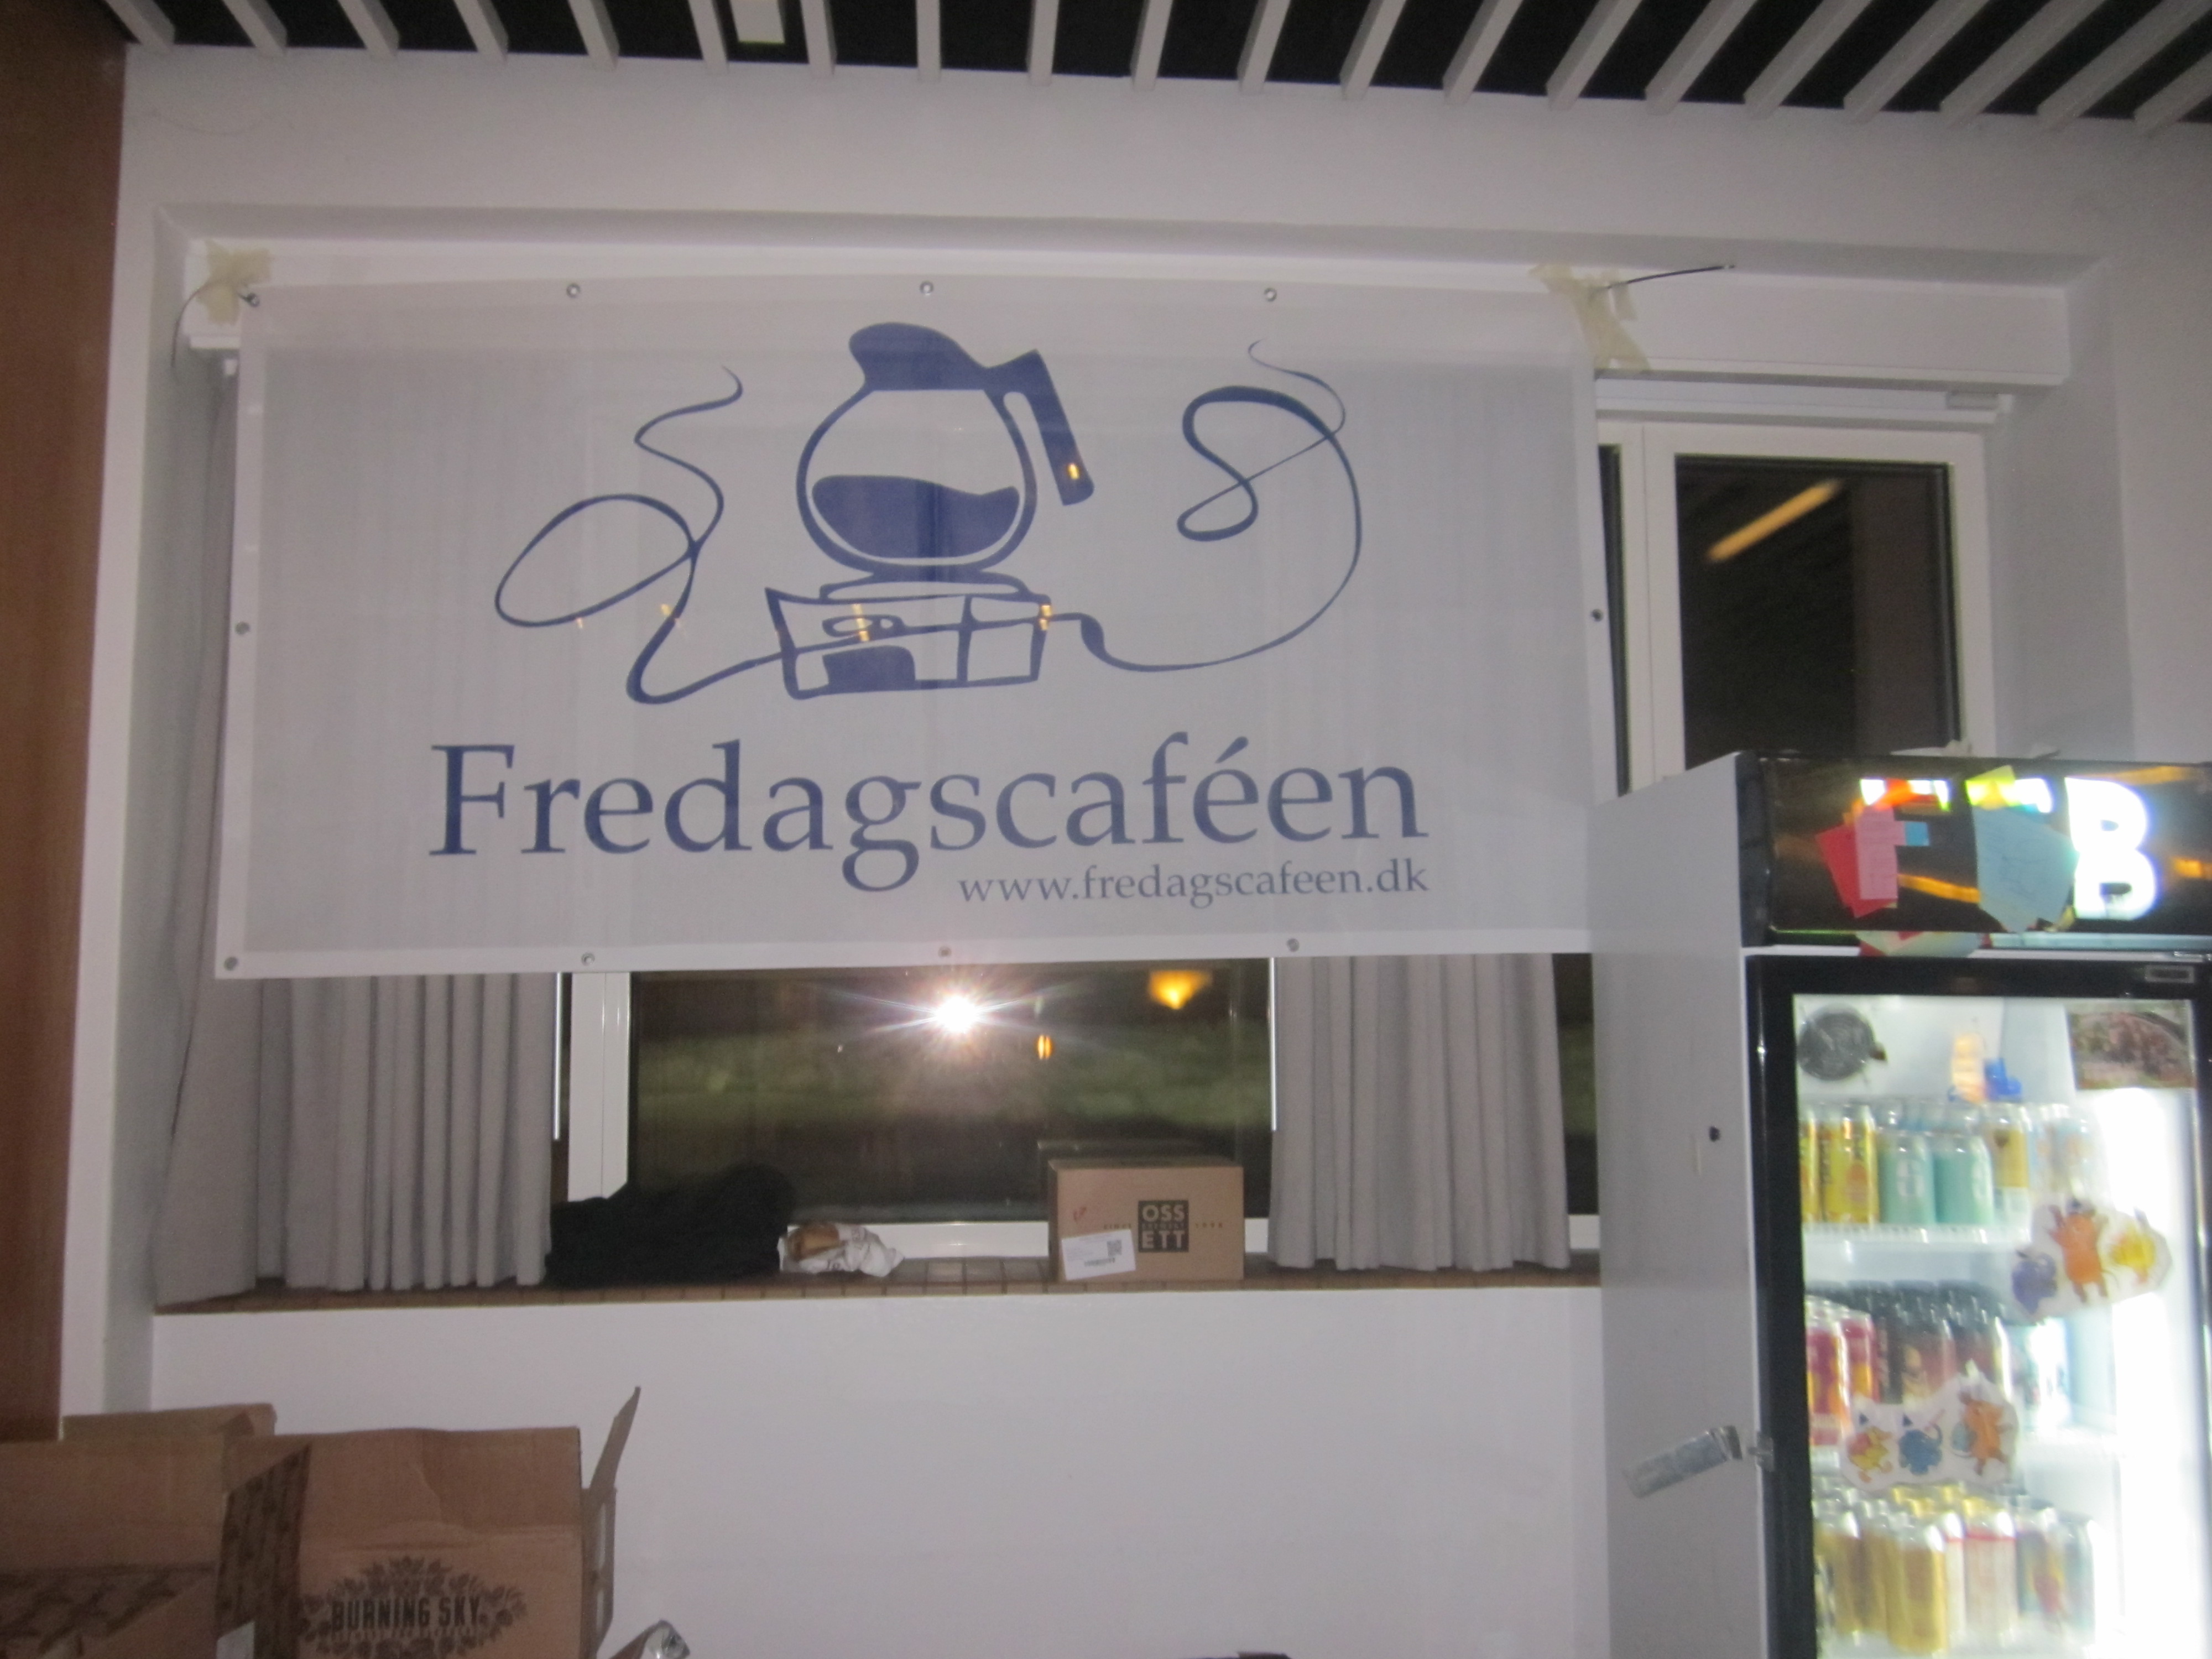 Fredagscaféen
www.fredagscafeen.dk
B
OSS
ETT
BURNING SKY